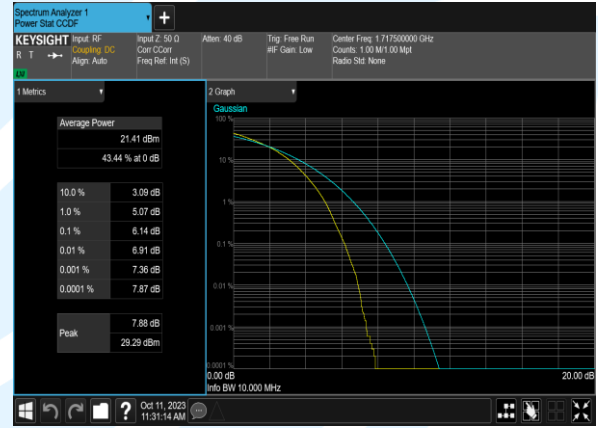 Spectrum Analyzer 1
Power Stat CCDF
+
KEYSIGHT
R T
LW
Input: RF
Coupling: DC
Align: Auto
Input Z: 50 Ω
Corr CCorr
Freq Ref: Int (S)
Atten: 40 dB
Trig: Free Run
#IF Gain: Low
Center Freq: 1.717500000 GHz
Counts: 1.00 M/1.00 Mpt
Radio Std: None
1 Metrics
Average Power
21.41 dBm
43.44 % at 0 dB
10.0 % 3.09 dB
1.0 % 5.07 dB
0.1 % 6.14 dB
0.01 % 6.91 dB
0.001 % 7.36 dB
0.0001 % 7.87 dB
Peak
7.88 dB
29.29 dBm
2 Graph
Gaussian
100 %
10 %
1 %
0.1 %
0.01 %
0.001 %
0.0001 %
0.00 dB
20.00 dB
Info BW 10.000 MHz
?
Oct 11, 2023
11:31:14 AM